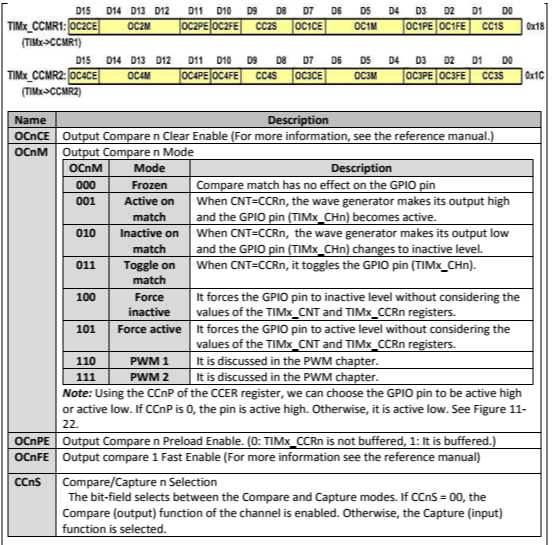 D15 D14 D13 D12 D11 D10 D9 D8 D7 D6 D5 D4 D3 D2 D1 D0
TIMx_CCMR1: OC2CE OC2M OC2PE OC2FE CC2S OC1CE OC1M OC1PE OC1FE CC1S 0x18
(TIMx->CCMR1)
D15 D14 D13 D12 D11 D10 D9 D8 D7 D6 D5 D4 D3 D2 D1 D0
TIMx_CCMR2: OC4CE OC4M OC4PE OC4FE CC4S OC3CE OC3M OC3PE OC3FE CC3S 0x1C
(TIMx->CCMR2)
Name Description
OCnCE Output Compare n Clear Enable (For more information, see the reference manual.)
OCnM Output Compare n Mode
OCnM Mode Description
000 Frozen Compare match has no effect on the GPIO pin
001 Active on match When CNT=CCRn, the wave generator makes its output high
and the GPIO pin (TIMx_CHn) becomes active.
010 Inactive on match When CNT=CCRn, the wave generator makes its output low
and the GPIO pin (TIMx_CHn) changes to inactive level.
011 Toggle on match When CNT=CCRn, it toggles the GPIO pin (TIMx_CHn).
100 Force inactive It forces the GPIO pin to inactive level without considering the
values of the TIMx_CNT and TIMx_CCRn registers.
101 Force active It forces the GPIO pin to active level without considering the
values of the TIMx_CNT and TIMx_CCRn registers.
110 PWM 1 It is discussed in the PWM chapter.
111 PWM 2 It is discussed in the PWM chapter.
Note: Using the CCnP of the CCER register, we can choose the GPIO pin to be active high
or active low. If CCnP is 0, the pin is active high. Otherwise, it is active low. See Figure 11-
22.
OCnPE Output Compare n Preload Enable. (0: TIMx_CCRn is not buffered, 1: It is buffered.)
OCnFE Output compare 1 Fast Enable (For more information see the reference manual)
CCnS Compare/Capture n Selection
The bit-field selects between the Compare and Capture modes. If CCnS = 00, the
Compare (output) function of the channel is enabled. Otherwise, the Capture (input)
function is selected.